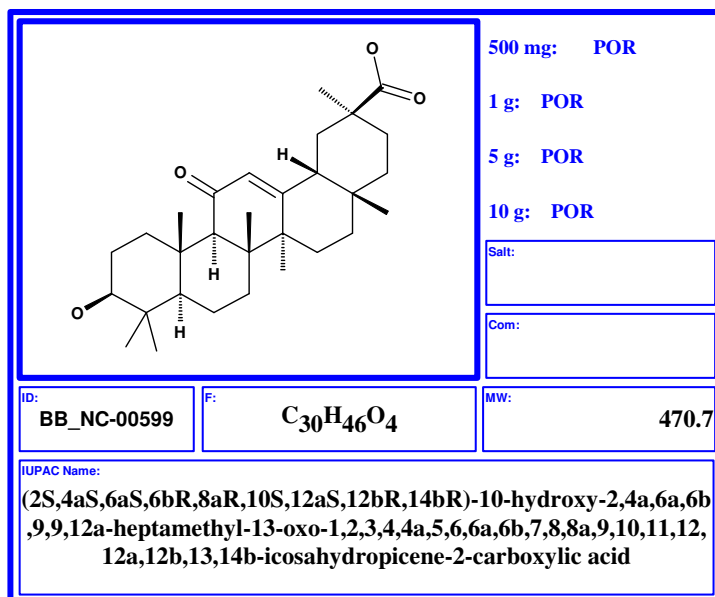 500 mg: POR
1 g: POR
5 g: POR
10 g: POR
O
O
O
H
H
H
O
Salt:
Com:
ID:
BB_NC-00599
F:
C30H46O4
MW:
470.7
IUPAC Name:
(2S,4aS,6aS,6bR,8aR,10S,12aS,12bR,14bR)-10-hydroxy-2,4a,6a,6b
,9,9,12a-heptamethyl-13-oxo-1,2,3,4,4a,5,6,6a,6b,7,8,8a,9,10,11,12,
12a,12b,13,14b-icosahydropicene-2-carboxylic acid